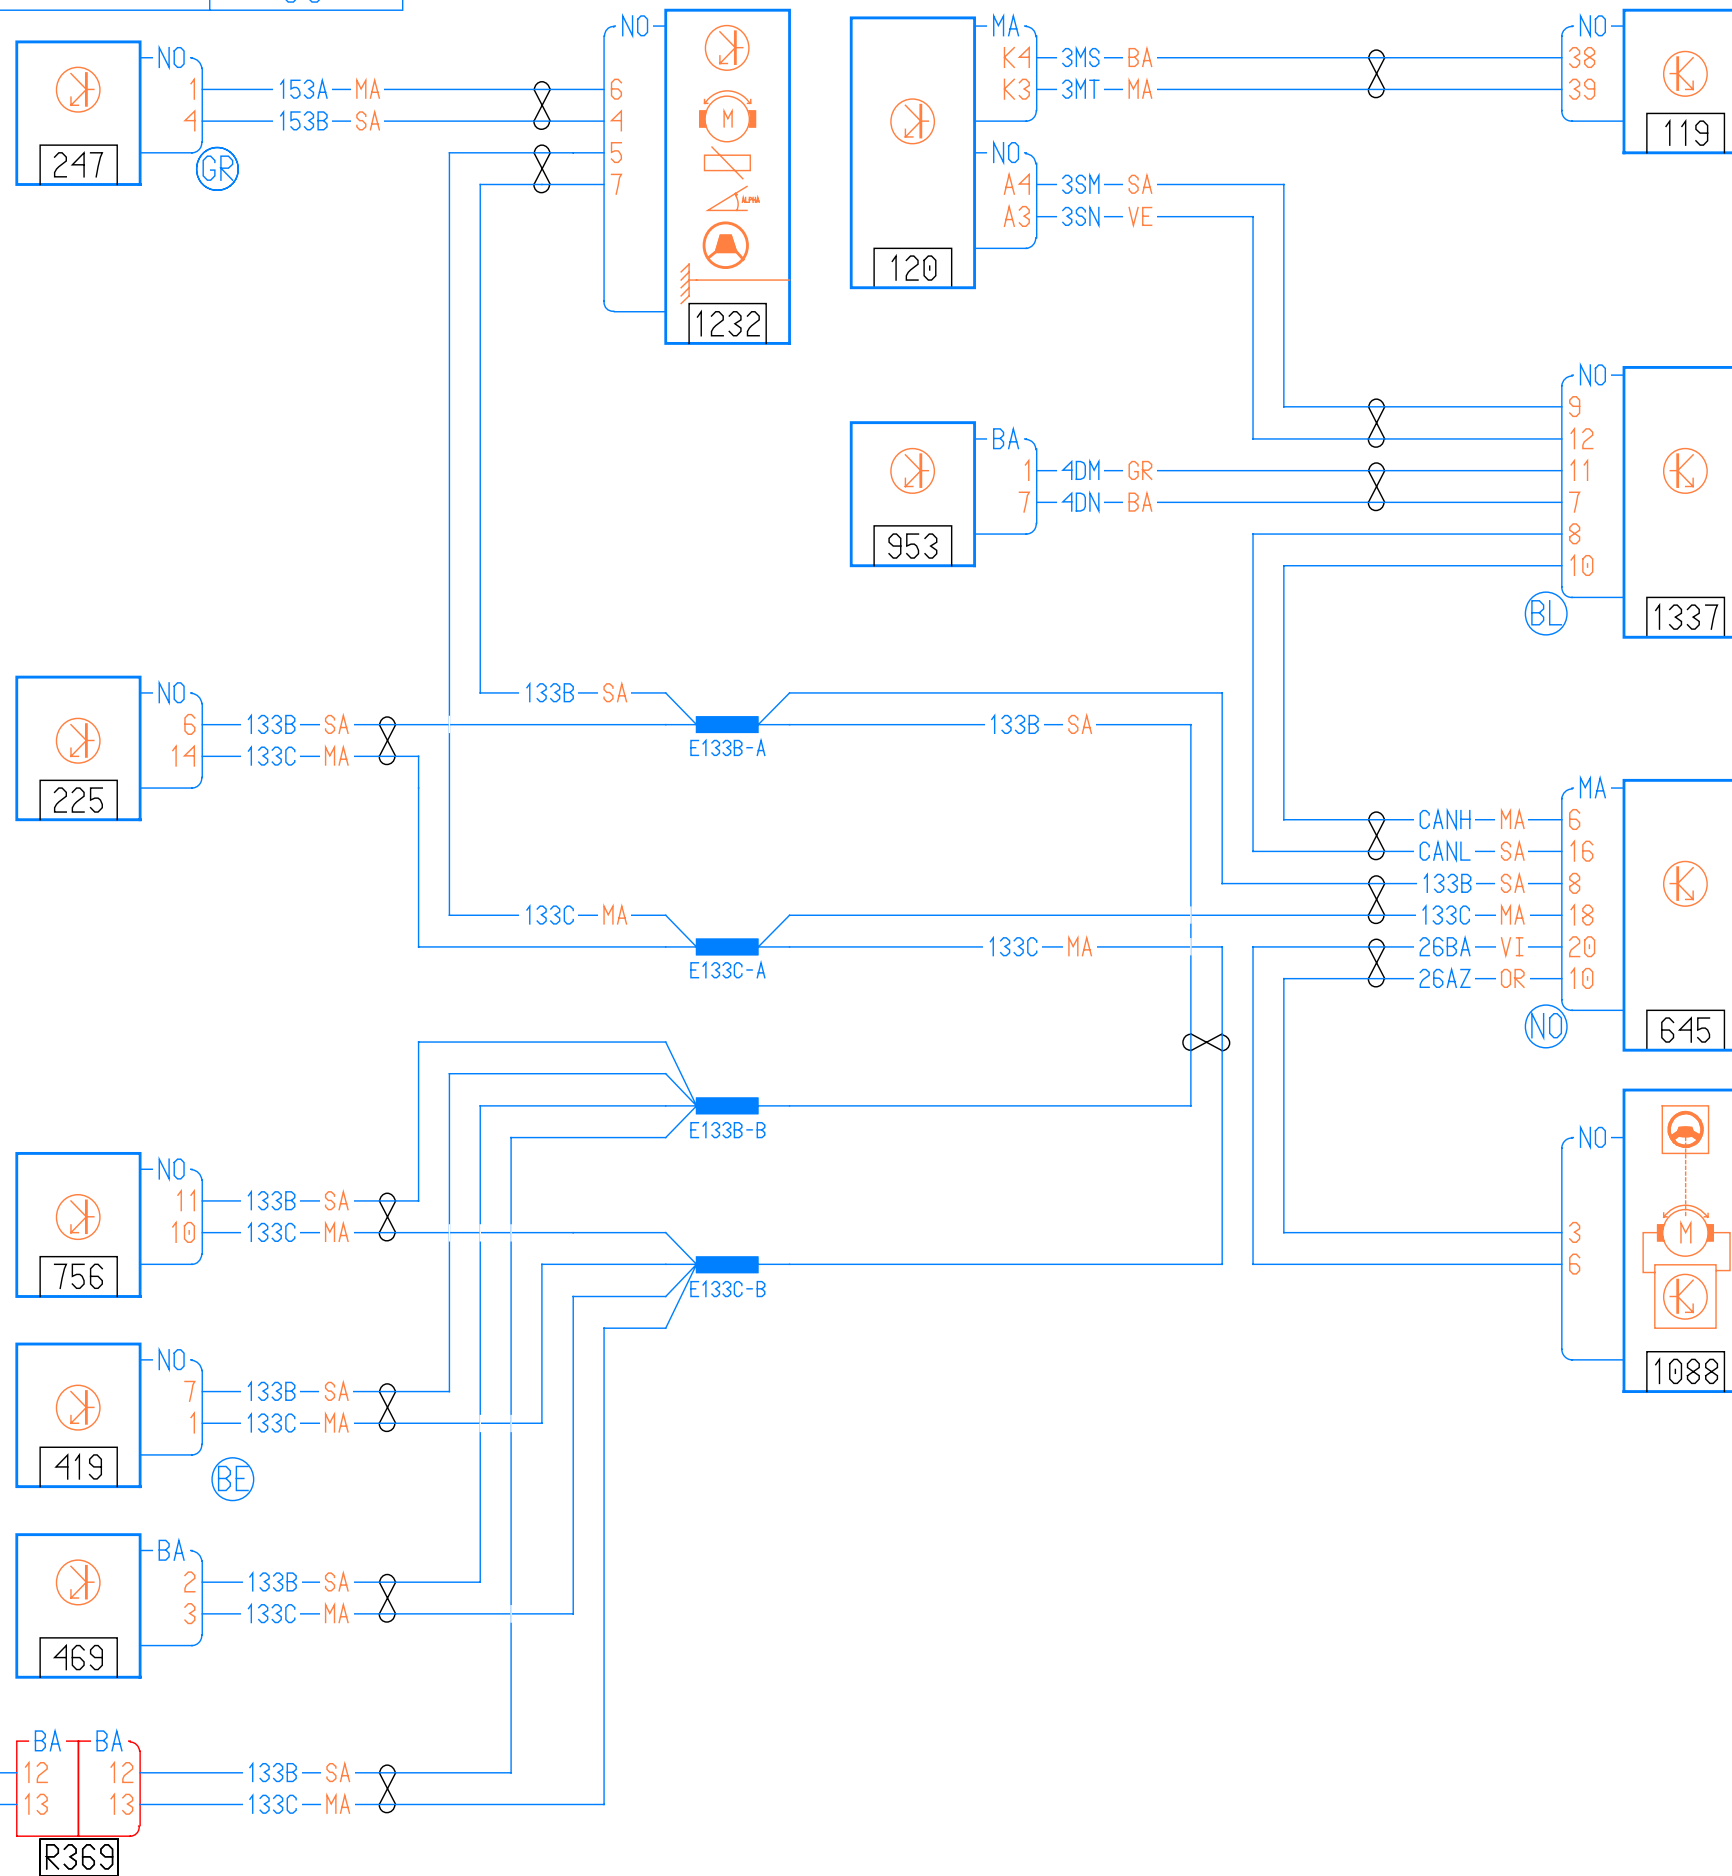 NO
1 153A MA
4 153B SA
247
GR
NO
6
4
5
7
M
ALPHA
1232
MA
K4 3MS BA
K3 3MT MA
NO
A4 3SM SA
A3 3SN VE
120
NO
38
39
119
BA
1 4DM GR
7 4DN BA
953
NO
9
12
11
7
8
10
BL
1337
NO
6 133B SA
14 133C MA
225
133B SA
E133B-A
133B SA
133C MA
E133C-A
133C MA
MA
CANH MA 6
CANL SA 16
133B SA 8
133C MA 18
26BA VI 20
26AZ OR 10
NO
645
E133B-B
E133C-B
NO
11 133B SA
10 133C MA
756
NO
3
6
M
1088
NO
7 133B SA
1 133C MA
419
BE
BA
2 133B SA
3 133C MA
469
BA BA
12 12 133B SA
13 13 133C MA
R369